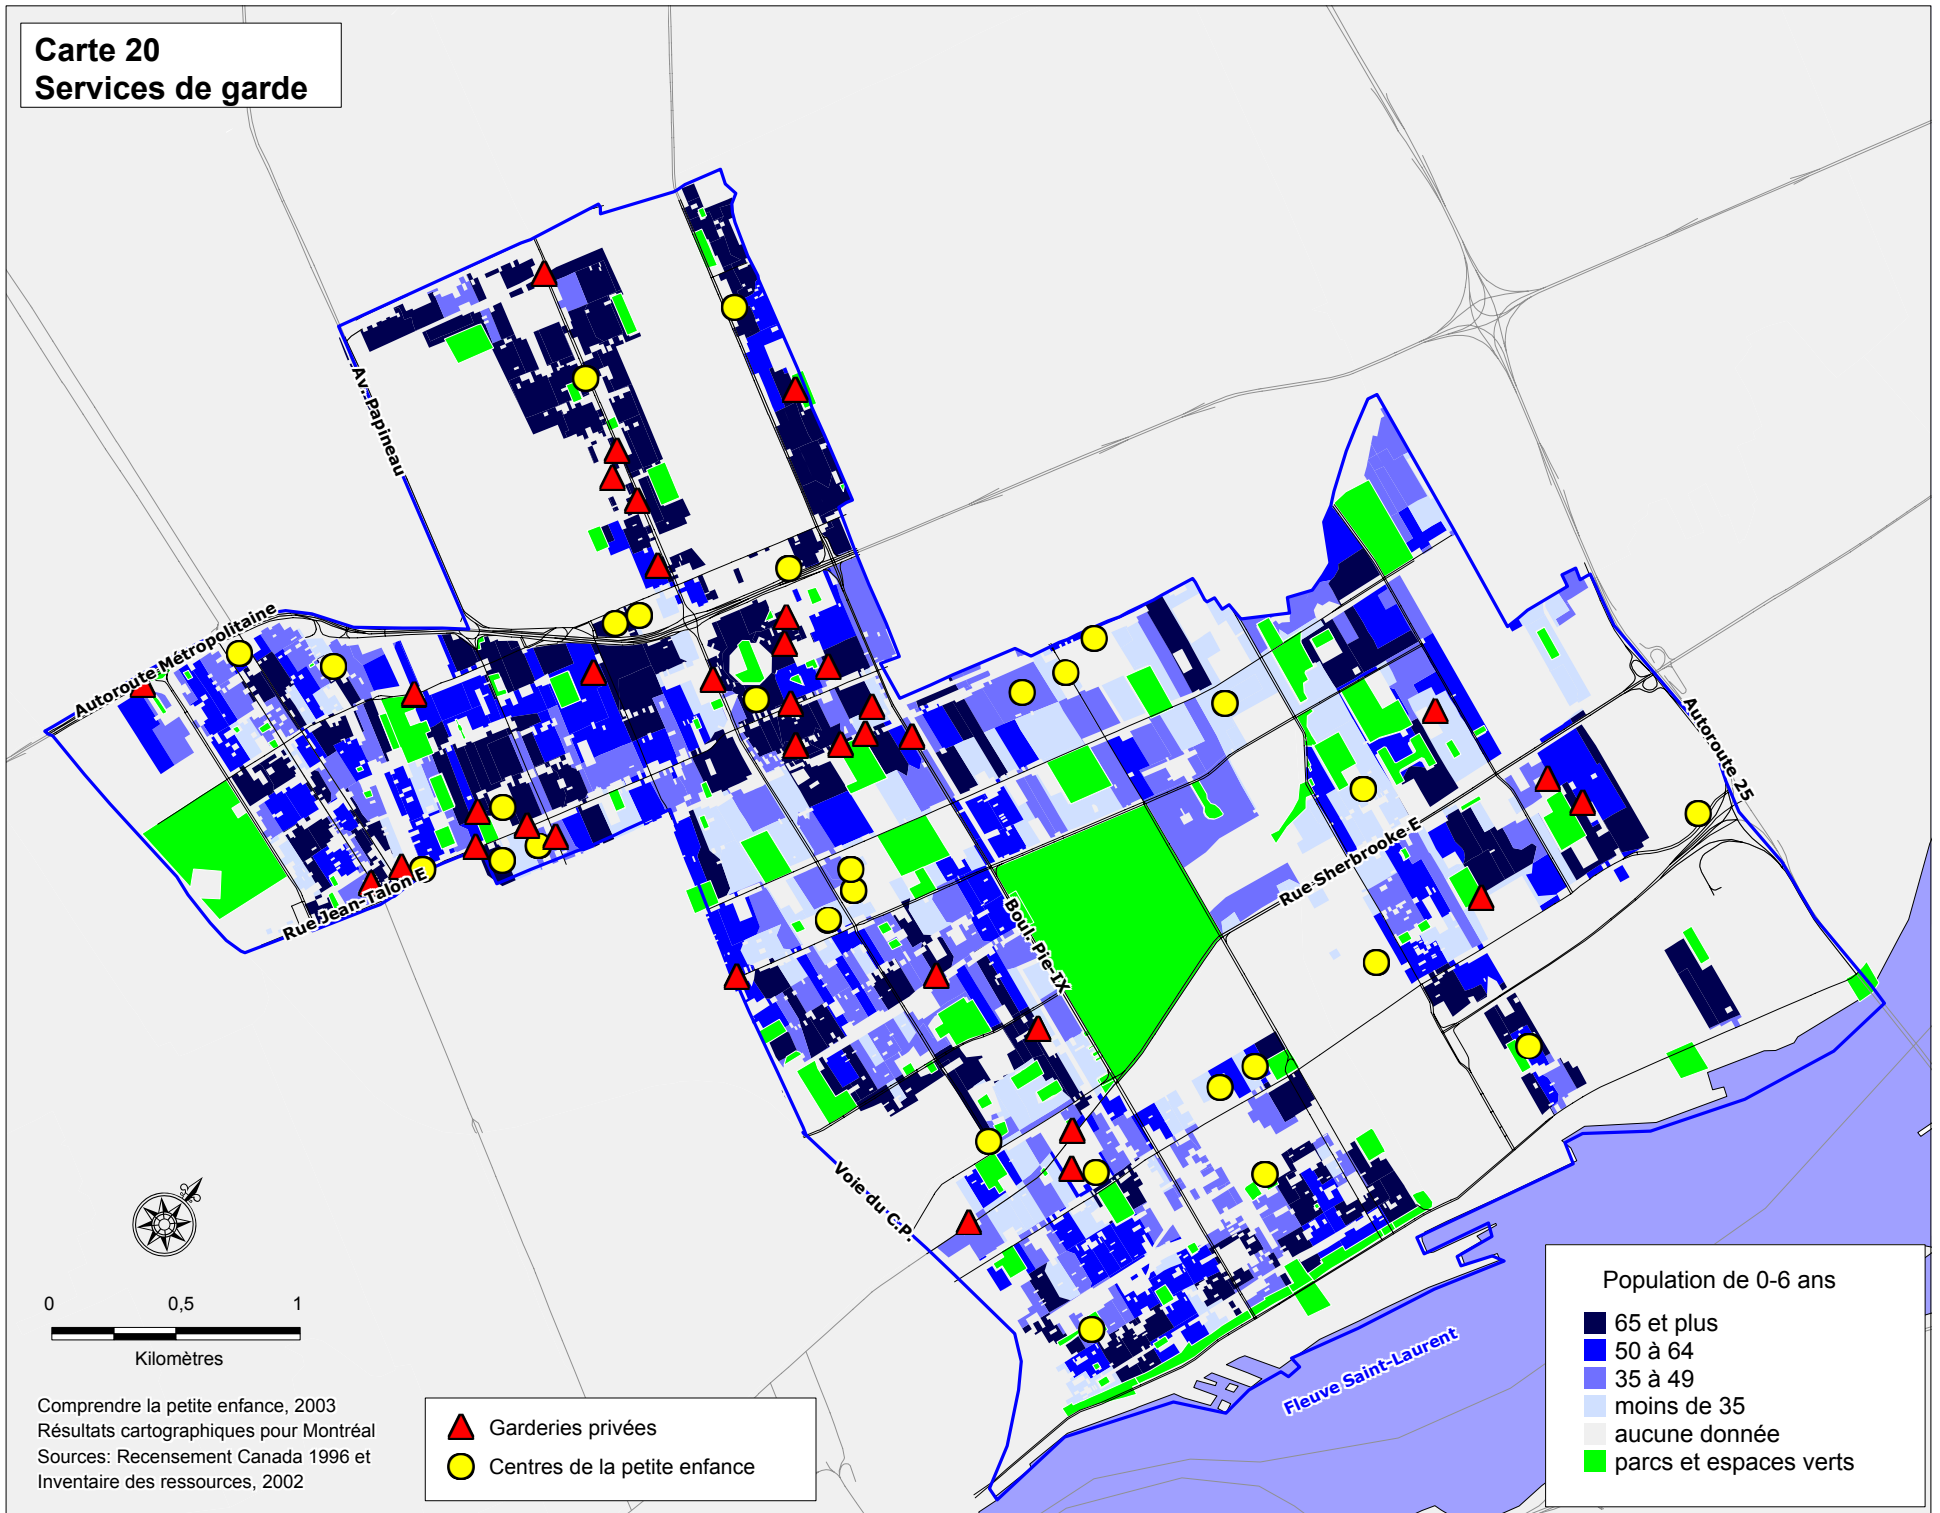 Carte 20
Services de garde
Av. Papineau
Autoroute Métropolitaine
Rue Jean-Talon E
Boul. Pie-IX
Rue Sherbrooke E
Autoroute 25
Voie du C.P.
Fleuve Saint-Laurent
0 0,5 1
Kilomètres
Comprendre la petite enfance, 2003
Résultats cartographiques pour Montréal
Sources: Recensement Canada 1996 et
Inventaire des ressources, 2002
Garderies privées
Centres de la petite enfance
Population de 0-6 ans
65 et plus
50 à 64
35 à 49
moins de 35
aucune donnée
parcs et espaces verts